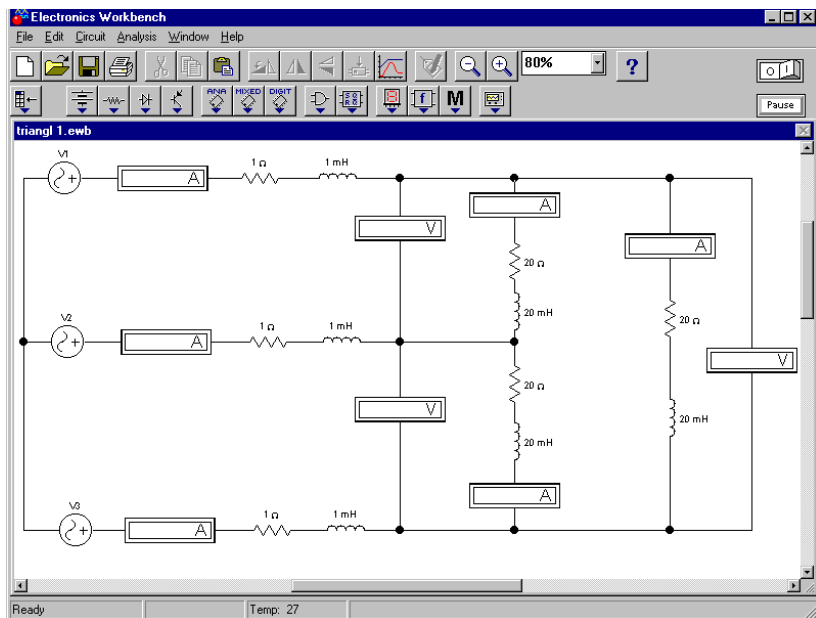 Electronics Workbench
File Edit Circuit Analysis Window Help
80%
?
O I
ANA MIXED DIGIT
M
Pause
triangl 1.ewb
V1
A
1 Ω
1 mH
A
V
A
20 Ω
20 mH
20 Ω
V2
A
1 Ω
1 mH
V
20 Ω
V
20 mH
20 mH
A
V3
A
1 Ω
1 mH
Ready
Temp: 27